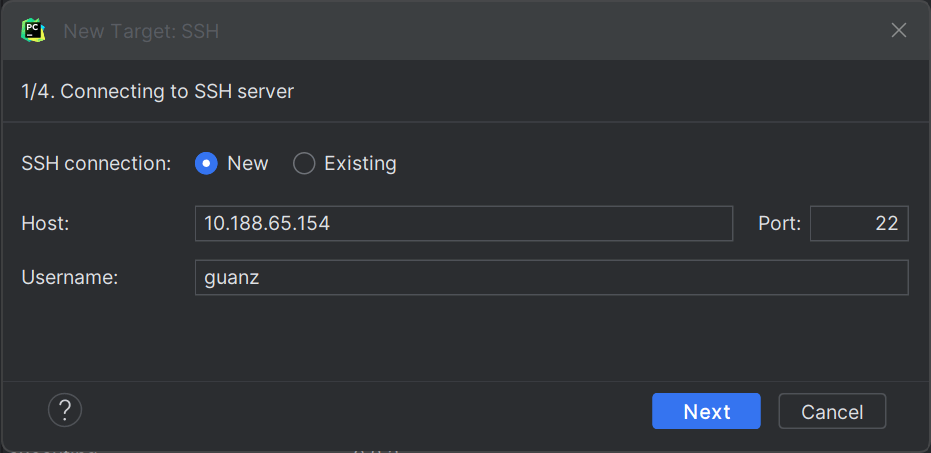 PC
New Target: SSH
1/4. Connecting to SSH server
SSH connection: New Existing
Host: 10.188.65.154 Port: 22
Username: guanz
? Next Cancel